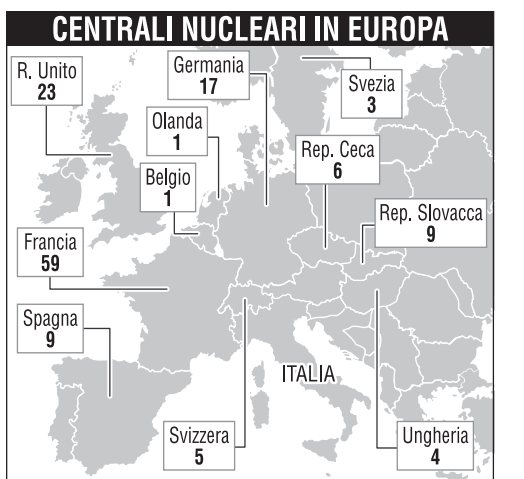 CENTRALI NUCLEARI IN EUROPA
R. Unito
23
Germania
17
Svezia
3
Olanda
1
Rep. Ceca
6
Belgio
1
Rep. Slovacca
9
Francia
59
Spagna
9
ITALIA
Svizzera
5
Ungheria
4